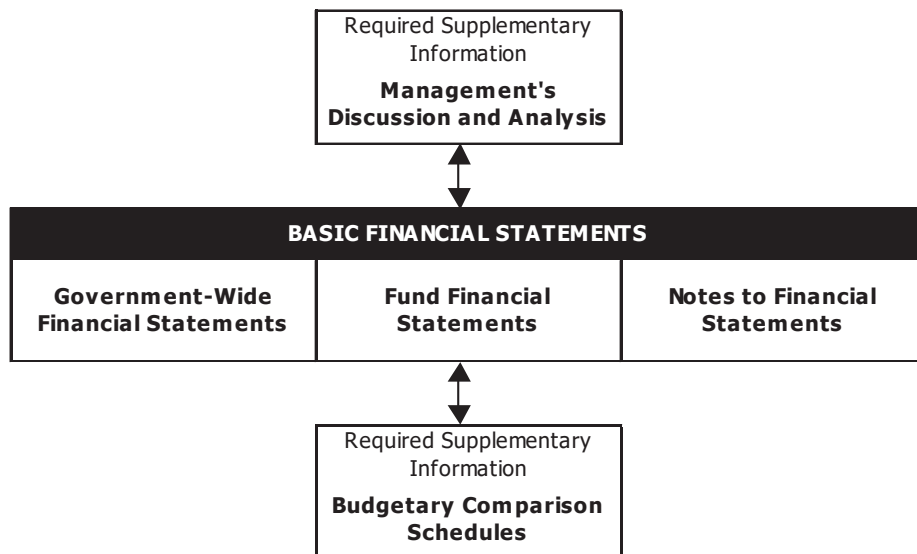 Required Supplementary
Information
Management's
Discussion and Analysis
BASIC FINANCIAL STATEMENTS
Government-Wide
Financial Statements
Fund Financial
Statements
Notes to Financial
Statements
Required Supplementary
Information
Budgetary Comparison
Schedules